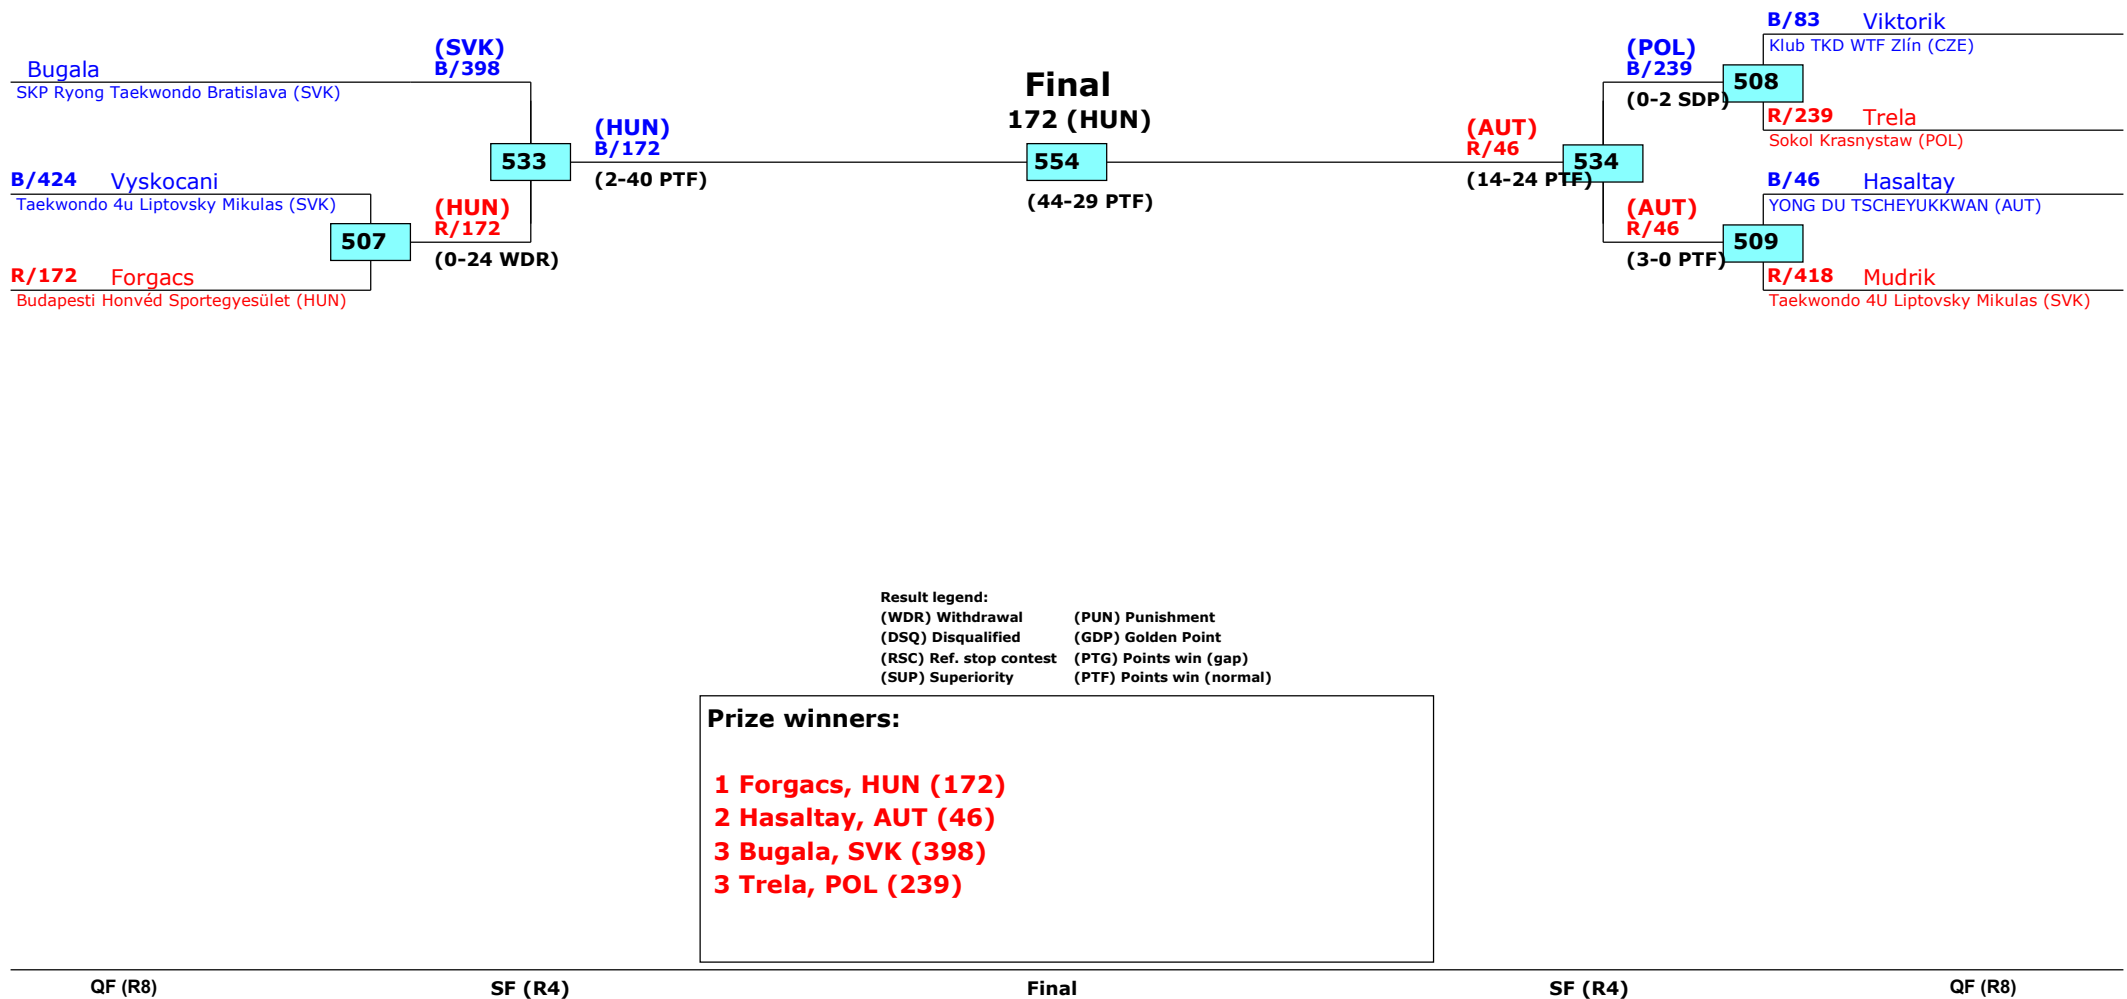 Bugala
SKP Ryong Taekwondo Bratislava (SVK)
(SVK)
B/398
B/424 Vyskocani
Taekwondo 4u Liptovsky Mikulas (SVK)
507
R/172 Forgacs
Budapesti Honvéd Sportegyesület (HUN)
(HUN)
R/172
(0-24 WDR)
533
(HUN)
B/172
(2-40 PTF)
Final
172 (HUN)
554
(44-29 PTF)
(AUT)
R/46
(14-24 PTF)
534
(POL)
B/239
(0-2 SDP)
508
B/83 Viktorik
Klub TKD WTF Zlín (CZE)
R/239 Trela
Sokol Krasnystaw (POL)
(AUT)
R/46
(3-0 PTF)
509
B/46 Hasaltay
YONG DU TSCHEYUKKWAN (AUT)
R/418 Mudrik
Taekwondo 4U Liptovsky Mikulas (SVK)
Result legend:
(WDR) Withdrawal (PUN) Punishment
(DSQ) Disqualified (GDP) Golden Point
(RSC) Ref. stop contest (PTG) Points win (gap)
(SUP) Superiority (PTF) Points win (normal)
Prize winners:
1 Forgacs, HUN (172)
2 Hasaltay, AUT (46)
3 Bugala, SVK (398)
3 Trela, POL (239)
QF (R8) SF (R4) Final SF (R4) QF (R8)